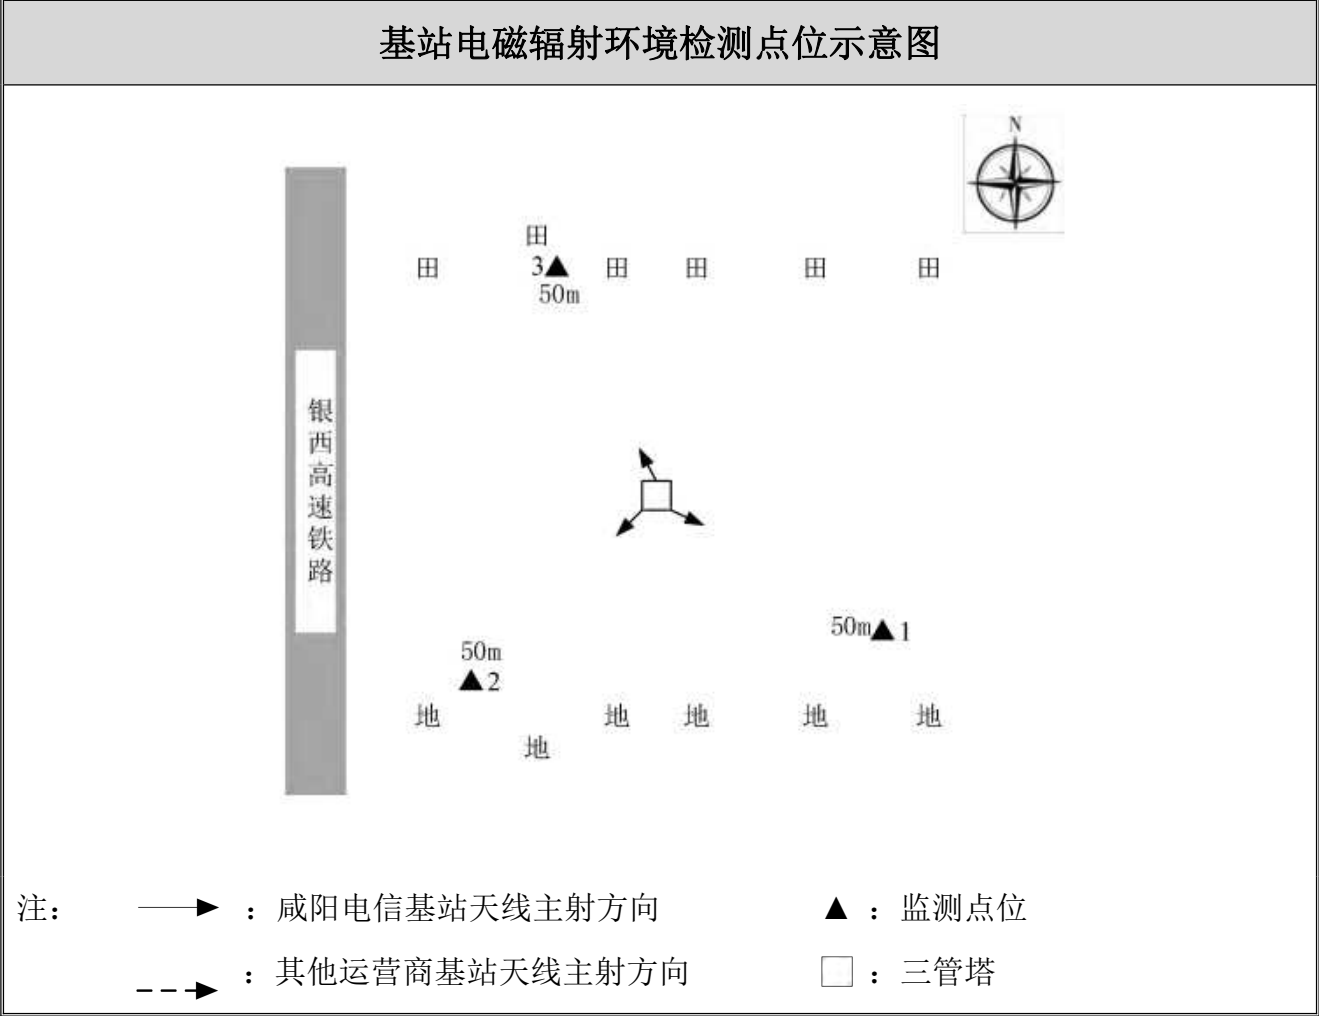 基站电磁辐射环境检测点位示意图
N
田
田 3▲ 田 田 田 田
50m
银西高速铁路
50m▲1
50m
▲2
地 地 地 地 地
地
注： ：咸阳电信基站天线主射方向 ▲：监测点位
：其他运营商基站天线主射方向 □：三管塔